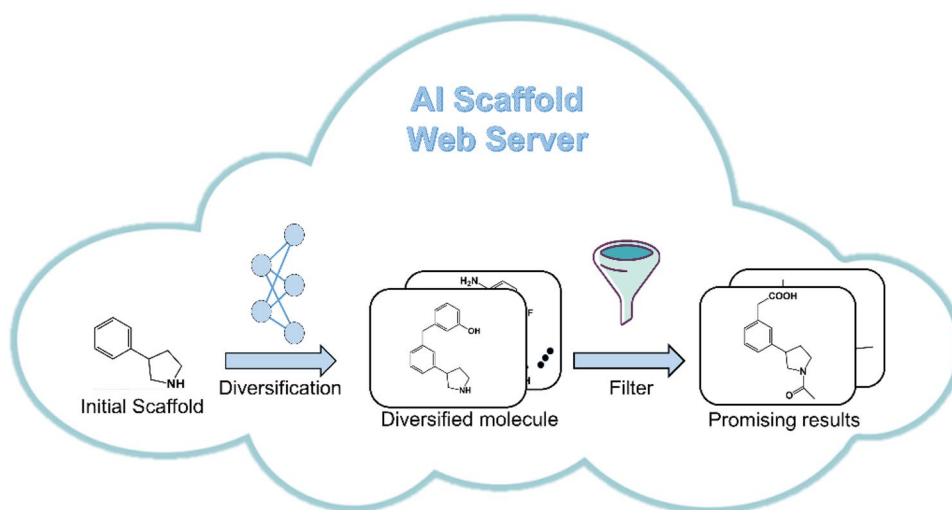 AI Scaffold
Web Server
H₂N
F
OH
H
NH
NH
COOH
N
O
Initial Scaffold
Diversification
Diversified molecule
Filter
Promising results